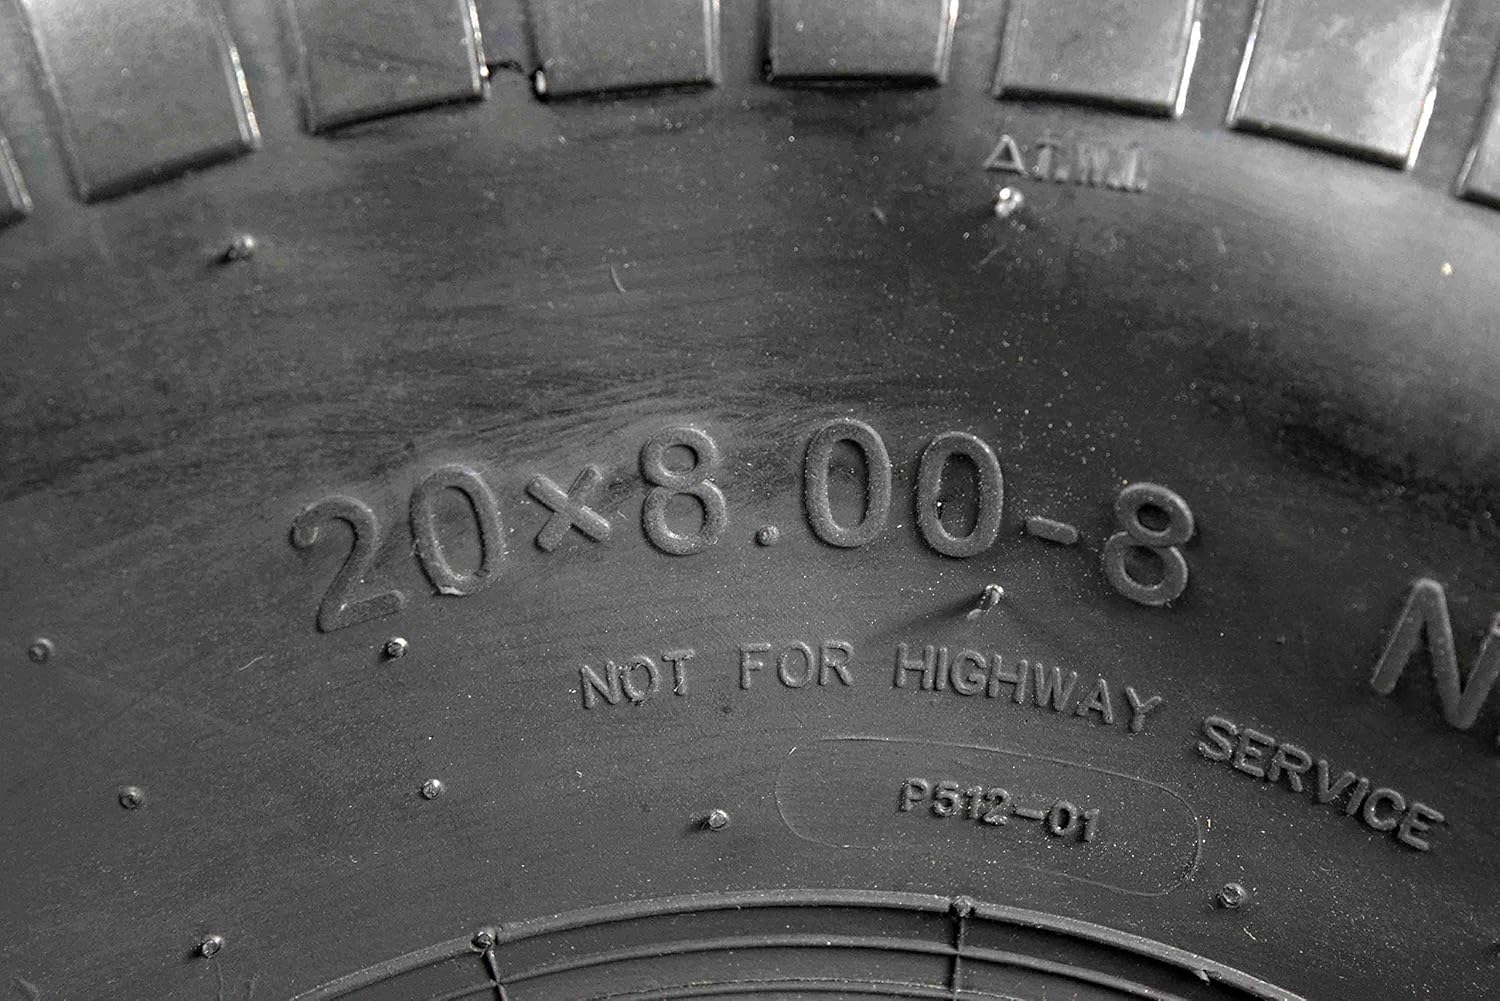 △T.W.I.
20×8.00-8
NOT FOR HIGHWAY SERVICE
P512-01